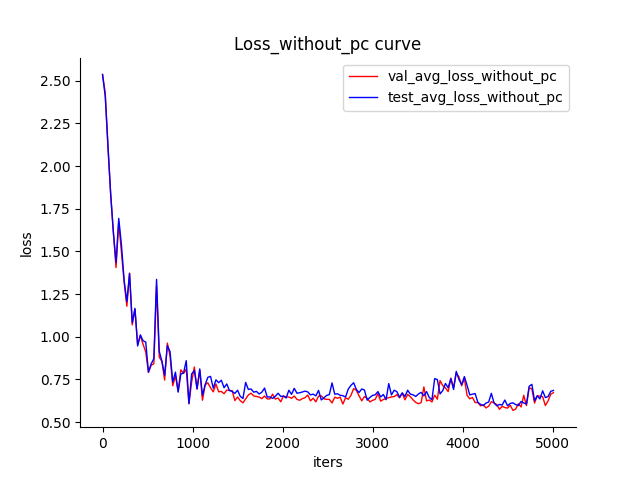 Loss_without_pc curve
val_avg_loss_without_pc
test_avg_loss_without_pc
2.50
2.25
2.00
1.75
1.50
1.25
1.00
0.75
0.50
loss
0 1000 2000 3000 4000 5000
iters